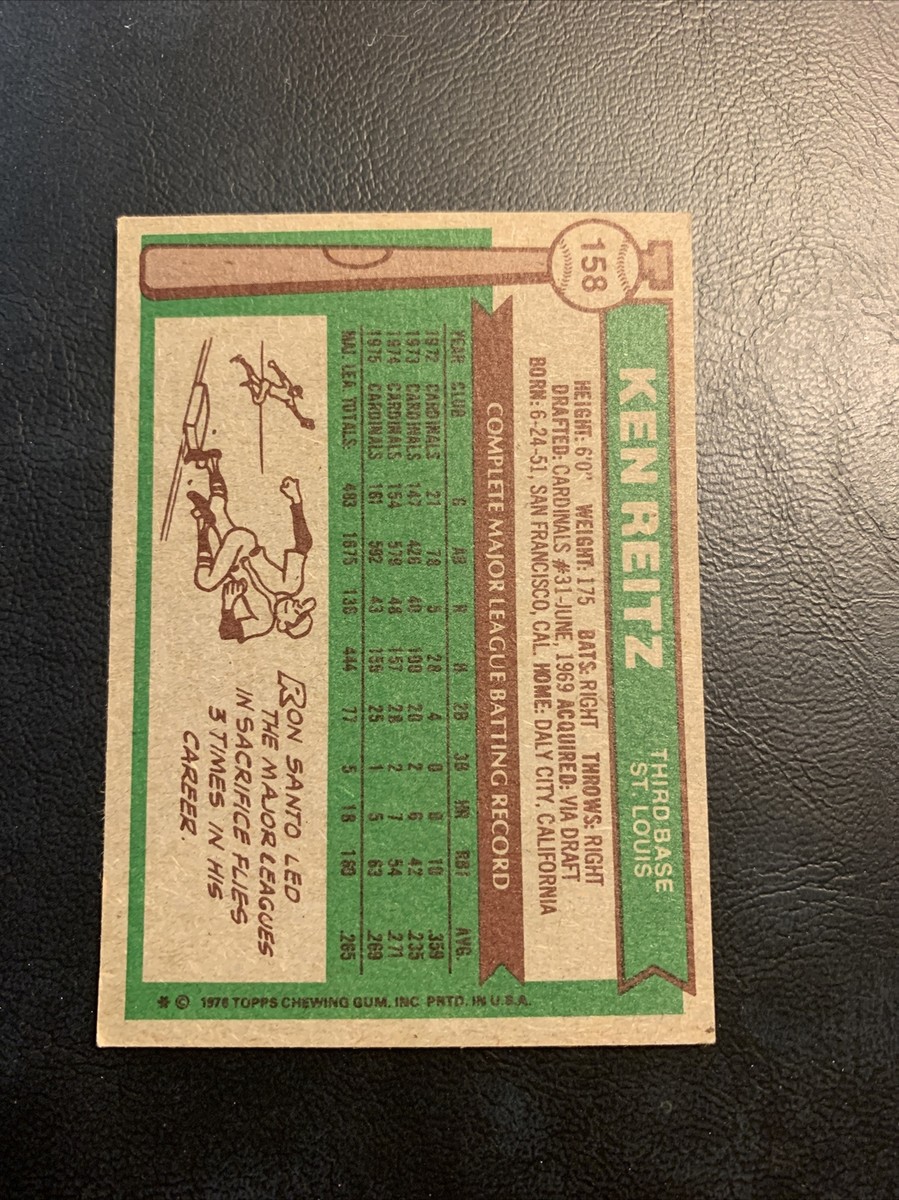 158
KEN REITZ
THIRD BASE
ST. LOUIS
HEIGHT: 6'0" WEIGHT: 175 BATS: RIGHT THROWS: RIGHT
DRAFTED: CARDINALS #31-JUNE, 1969 ACQUIRED: VIA DRAFT
BORN: 6-24-51, SAN FRANCISCO, CAL. HOME: DALY CITY, CALIFORNIA
COMPLETE MAJOR LEAGUE BATTING RECORD
YEAR CLUB G AB R H 2B 3B HR RBI AVG.
1972 CARDINALS 21 78 5 28 4 0 0 10 .359
1973 CARDINALS 147 426 40 100 20 2 6 42 .235
1974 CARDINALS 154 579 48 157 28 2 7 54 .271
1975 CARDINALS 161 592 43 159 25 1 5 63 .269
MAJ. LEA. TOTALS: 483 1675 136 444 77 5 18 169 .265
RON SANTO LED
THE MAJOR LEAGUES
IN SACRIFICE FLIES
3 TIMES IN HIS
CAREER.
* © 1976 TOPPS CHEWING GUM, INC. PRTD. IN U.S.A.